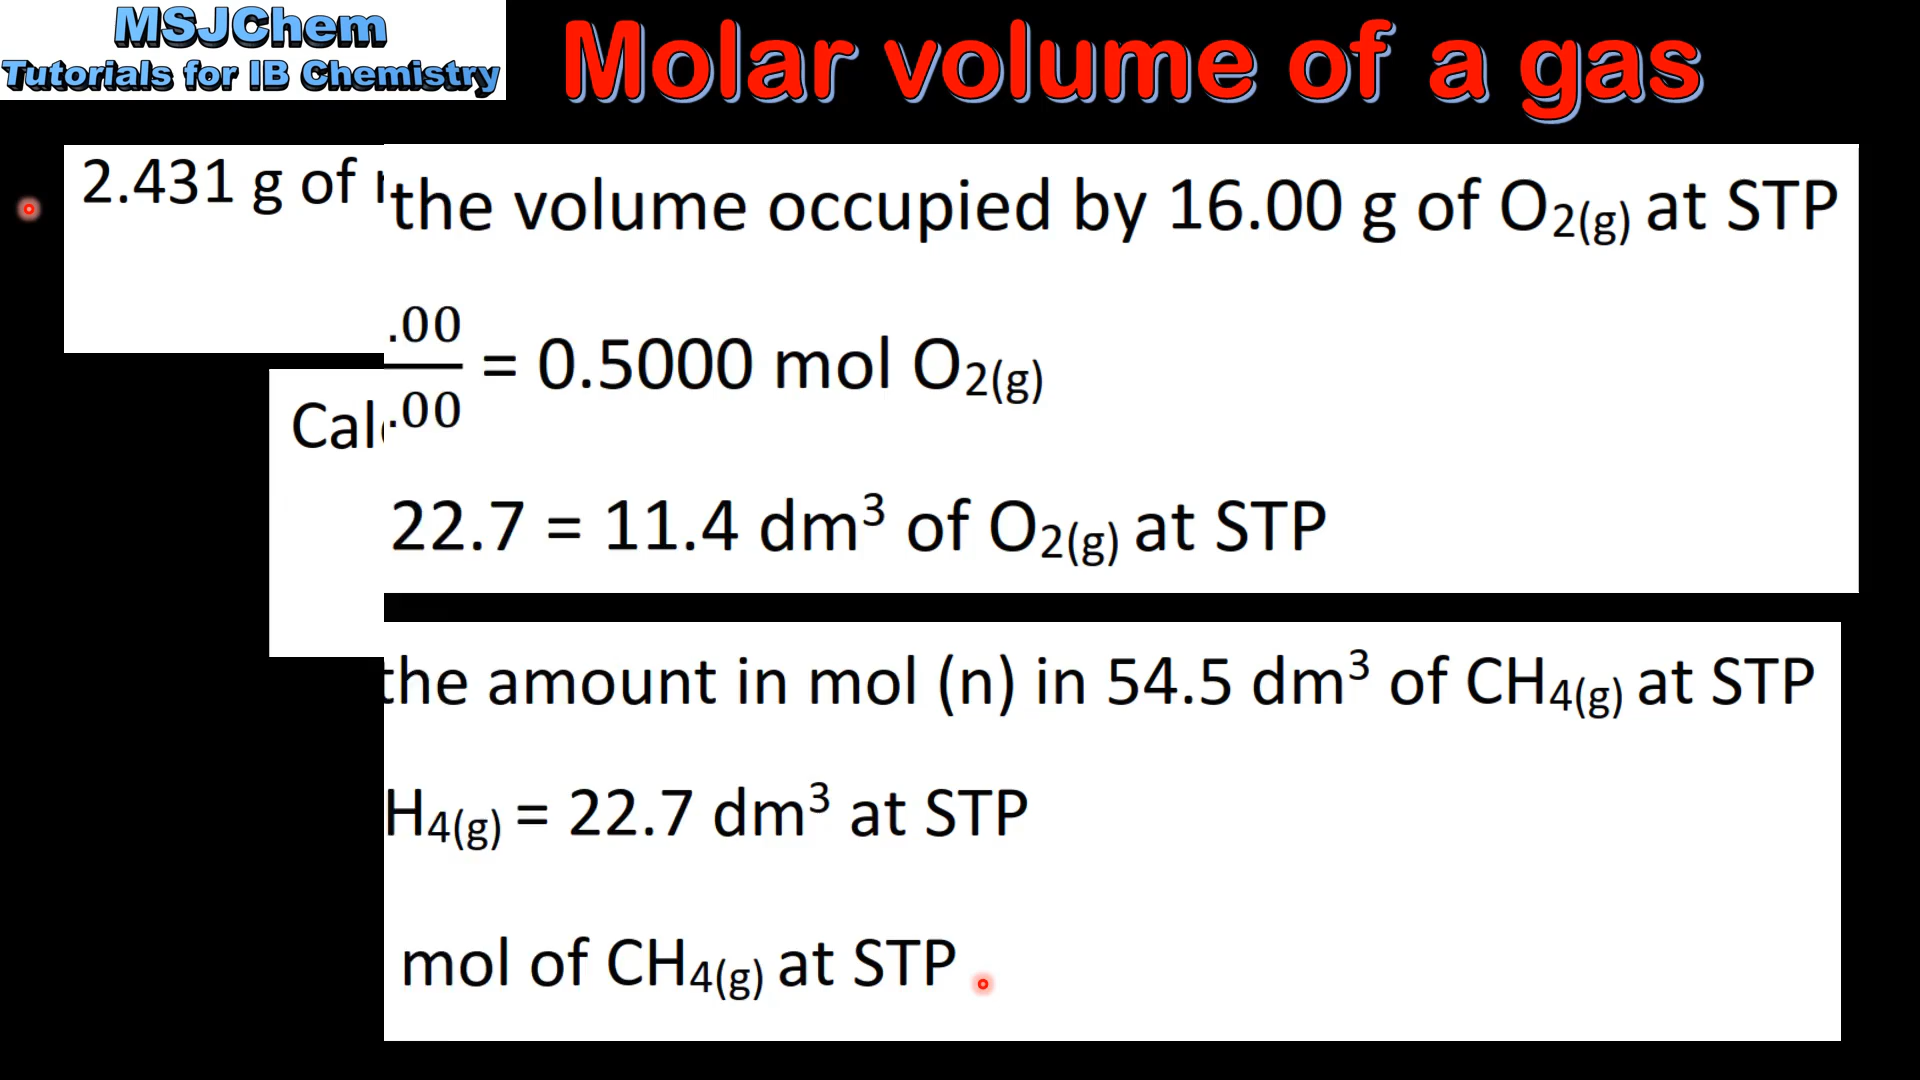 MSJChem
Tutorials for IB Chemistry
Molar volume of a gas
2.431 g of
the volume occupied by 16.00 g of O₂(g) at STP
.00
.00
= 0.5000 mol O₂(g)
22.7 = 11.4 dm³ of O₂(g) at STP
the amount in mol (n) in 54.5 dm³ of CH₄(g) at STP
H₄(g) = 22.7 dm³ at STP
mol of CH₄(g) at STP